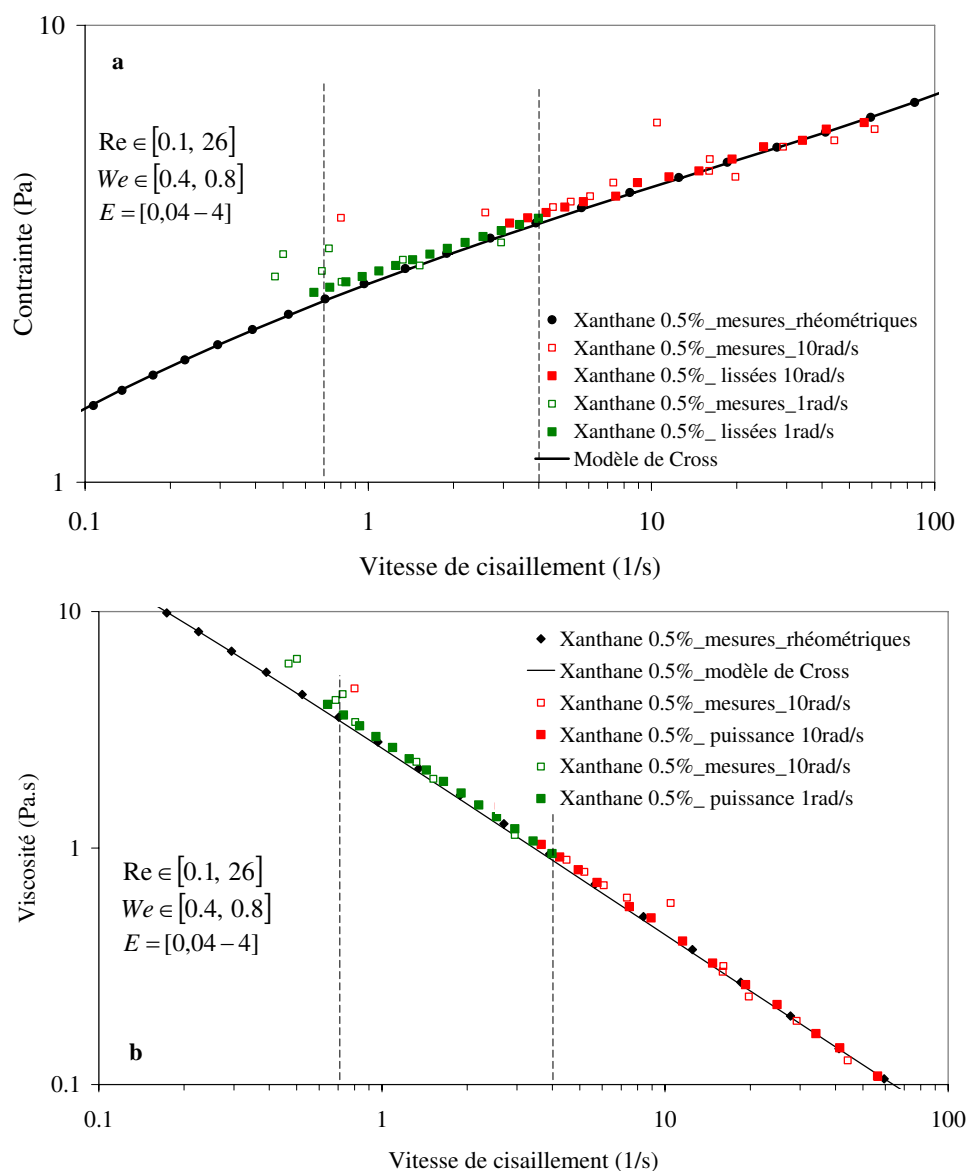 10
a
Re ∈ [0.1, 26]
We ∈ [0.4, 0.8]
E = [0,04 – 4]
Contrainte (Pa)
Xanthane 0.5%_mesures_rhéométriques
Xanthane 0.5%_mesures_10rad/s
Xanthane 0.5%_ lissées 10rad/s
Xanthane 0.5%_mesures_1rad/s
Xanthane 0.5%_ lissées 1rad/s
Modèle de Cross
1
0.1 1 10 100
Vitesse de cisaillement (1/s)
10
Xanthane 0.5%_mesures_rhéométriques
Xanthane 0.5%_modèle de Cross
Xanthane 0.5%_mesures_10rad/s
Xanthane 0.5%_ puissance 10rad/s
Xanthane 0.5%_mesures_10rad/s
Xanthane 0.5%_ puissance 1rad/s
Viscosité (Pa.s)
1
Re ∈ [0.1, 26]
We ∈ [0.4, 0.8]
E = [0,04 – 4]
b
0.1
0.1 1 10 100
Vitesse de cisaillement (1/s)